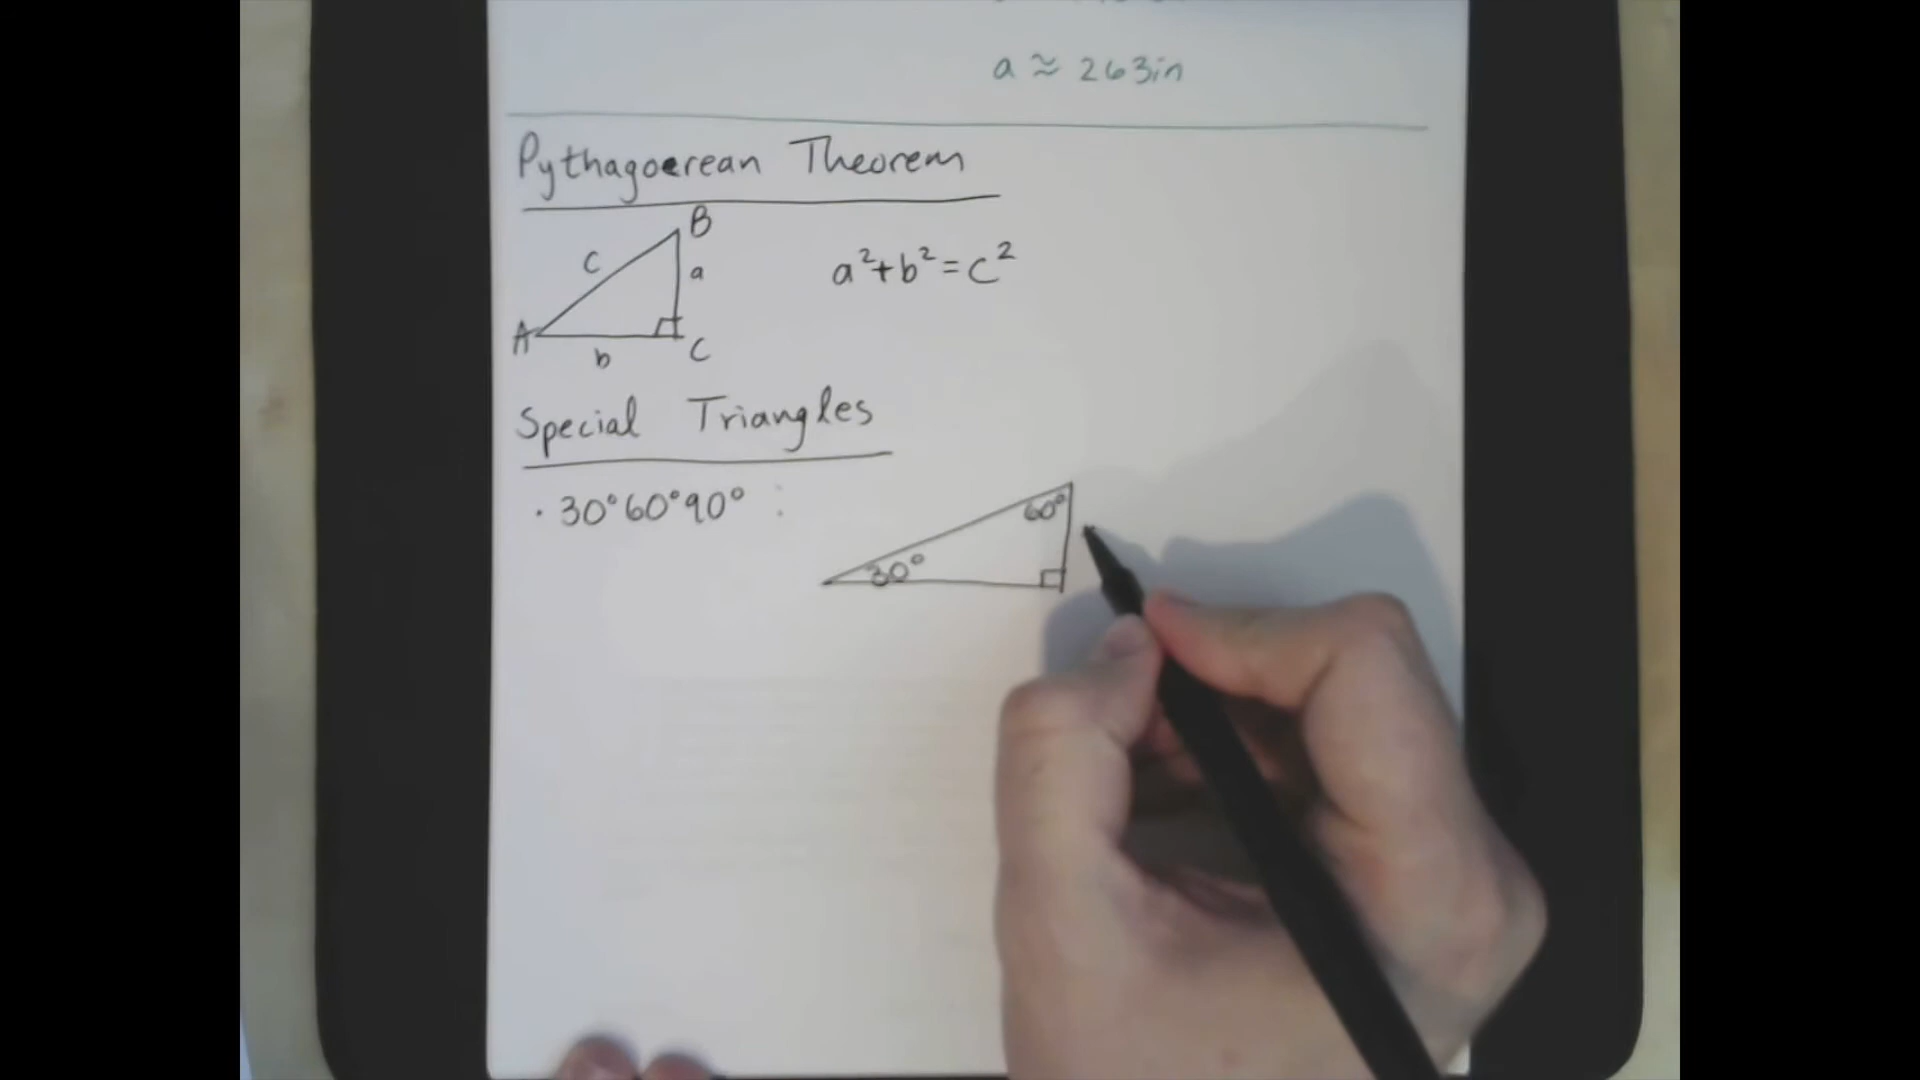 a ≈ 263in
Pythagoerean Theorem
B
c
a
a²+b²=c²
A
b
C
Special Triangles
· 30°60°90° :
60°
30°